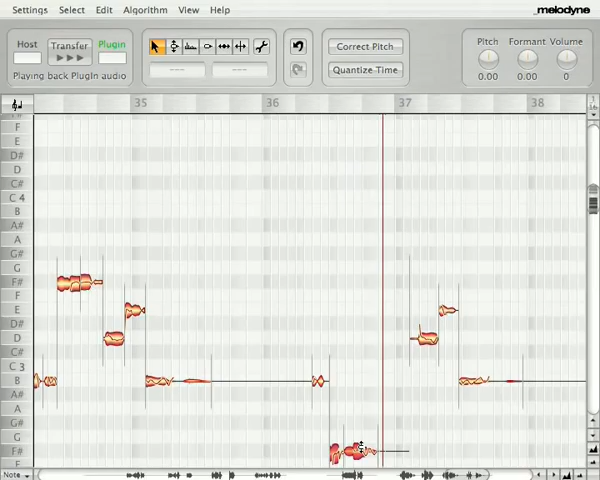 Settings Select Edit Algorithm View Help _melodyne
Host Transfer Plugin
Playing back PlugIn audio
Correct Pitch
Quantize Time
Pitch Formant Volume
0.00 0.00 0
35 36 37 38
F
E
D#
D
C#
C 4
B
A#
A
G#
G
F#
F
E
D#
D
C#
C 3
B
A#
A
G#
G
F#
Note